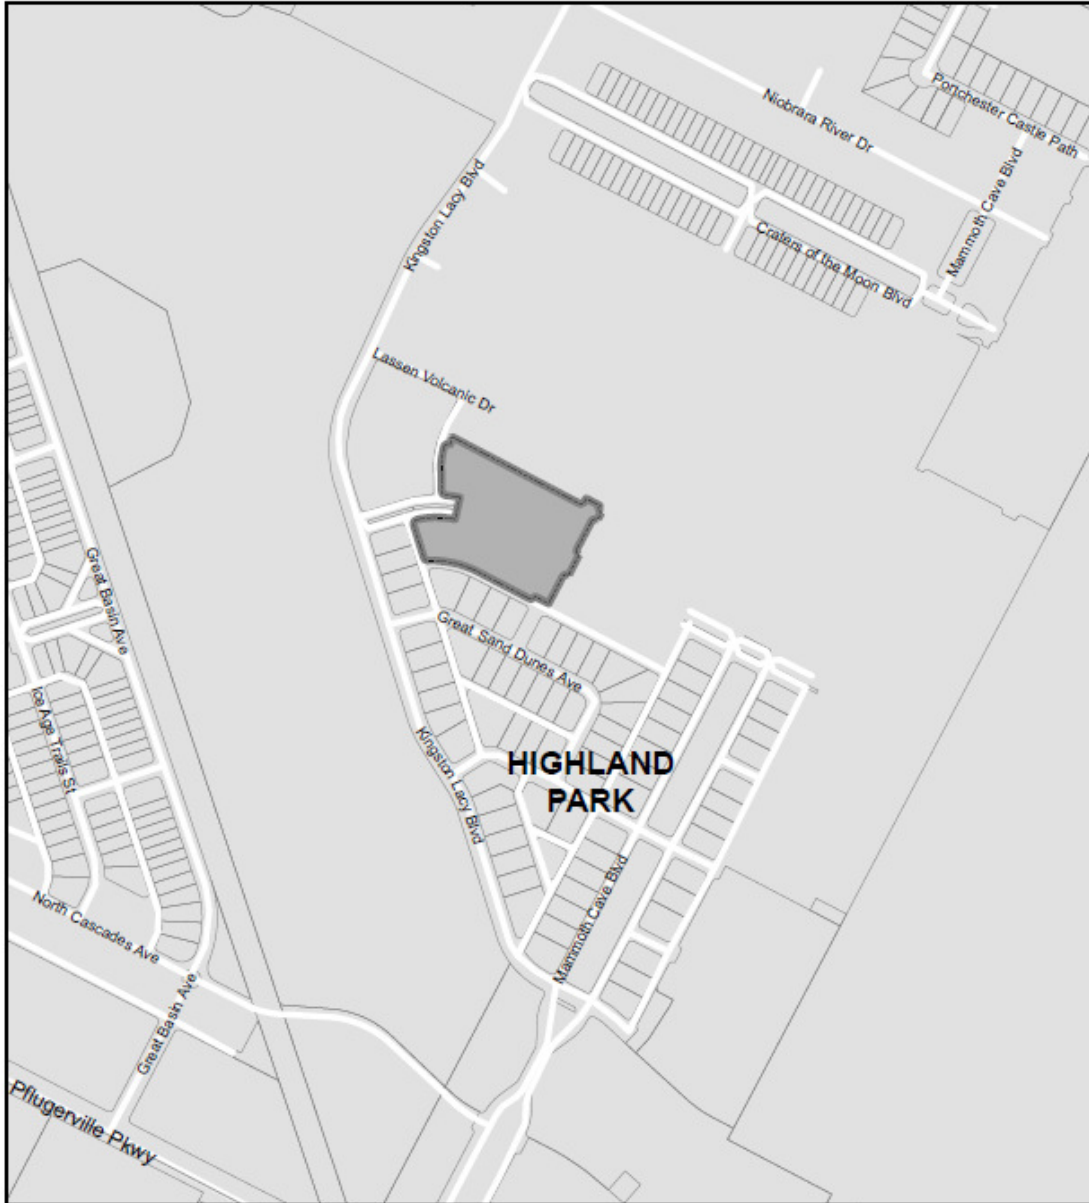 Ponchester Castle Path
Niobrara River Dr
Mammoth Cave Blvd
Kingston Lacy Blvd
Craters of the Moon Blvd
Lassen Volcanic Dr
Great Basin Ave
Great Sand Dunes Ave
Ice Age Trails St
Kingston Lacy Blvd
HIGHLAND
PARK
Mammoth Cave Blvd
North Cascades Ave
Great Basin Ave
Pflugerville Pkwy